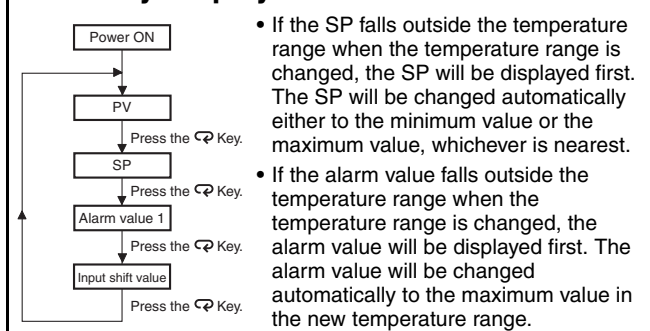 Power ON
PV
Press the Key.
SP
Press the Key.
Alarm value 1
Press the Key.
Input shift value
Press the Key.
• If the SP falls outside the temperature
range when the temperature range is
changed, the SP will be displayed first.
The SP will be changed automatically
either to the minimum value or the
maximum value, whichever is nearest.
• If the alarm value falls outside the
temperature range when the
temperature range is changed, the
alarm value will be displayed first. The
alarm value will be changed
automatically to the maximum value in
the new temperature range.